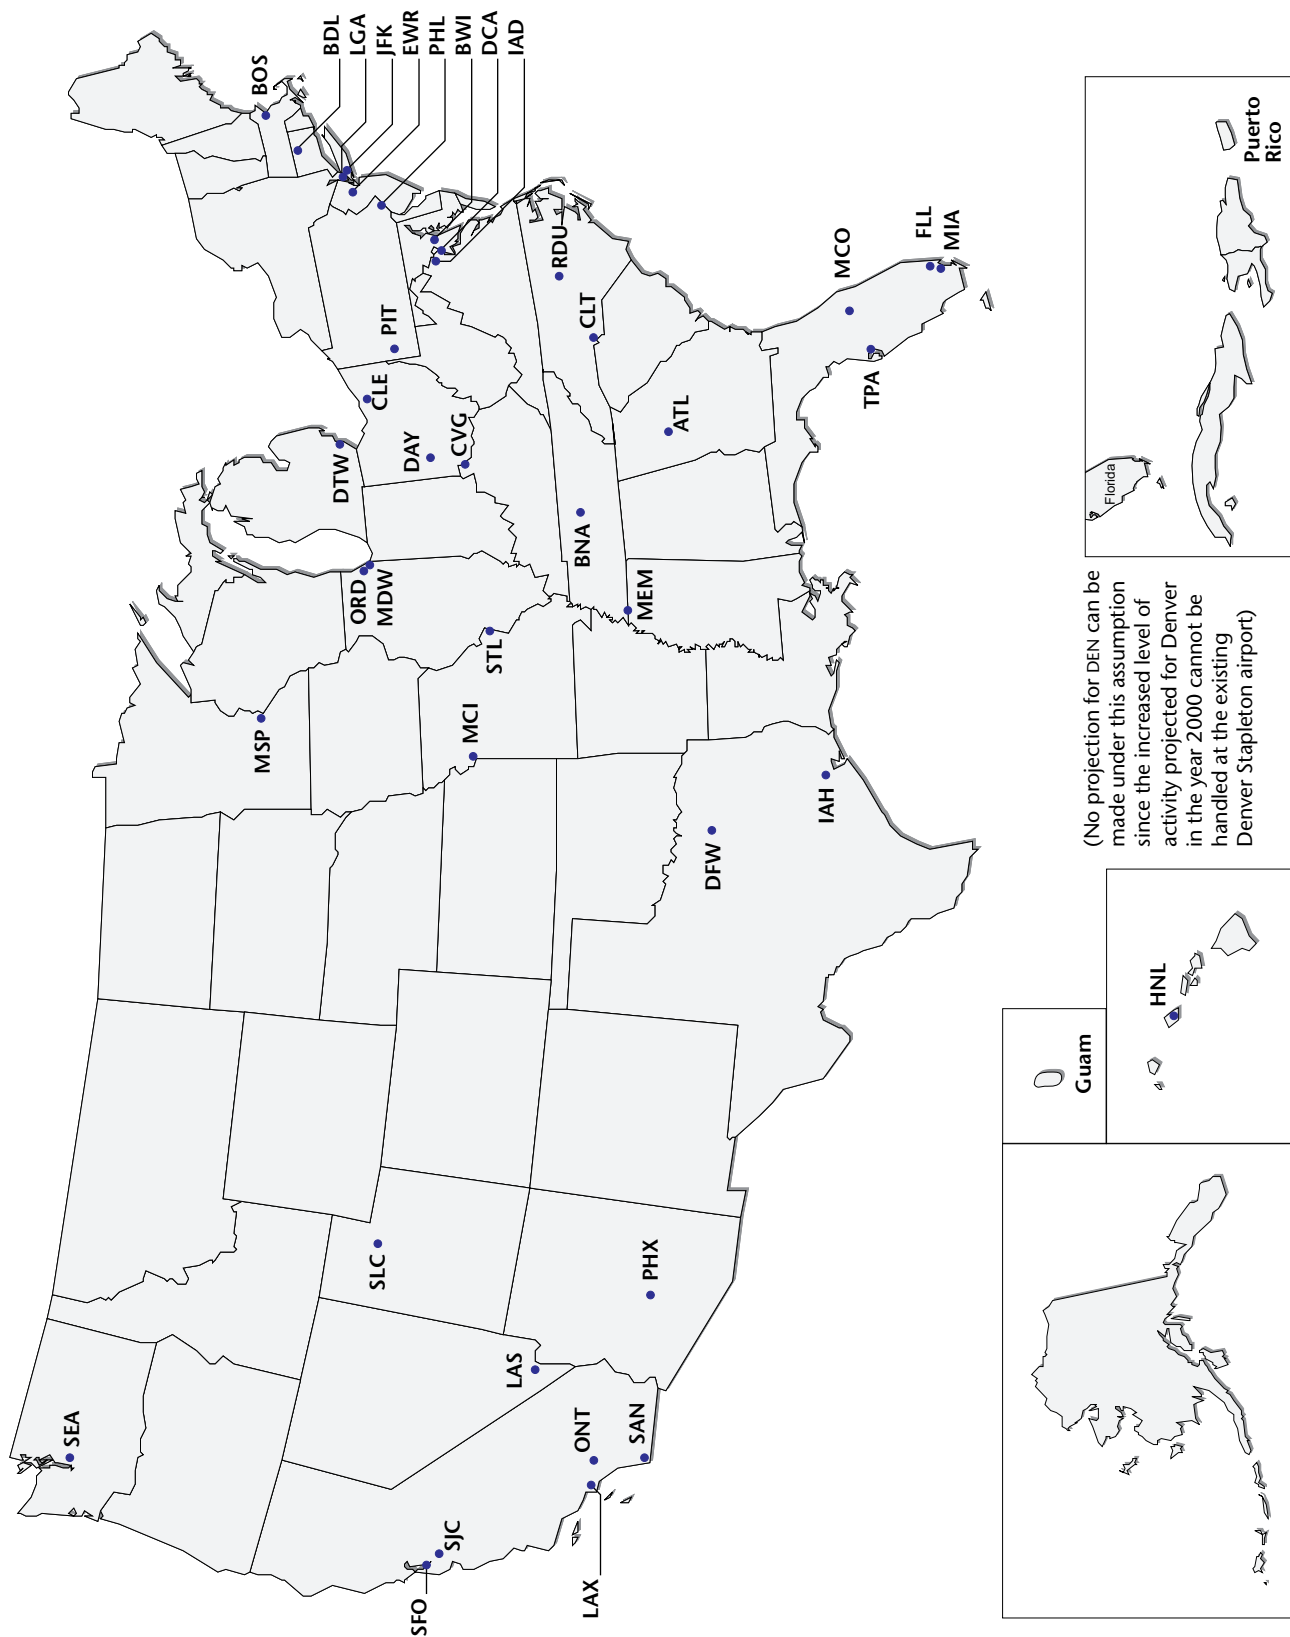 BOS
BDL
LGA
JFK
EWR
PHL
BWI
DCA
IAD
RDU
CLT
PIT
CLE
DAY
CVG
DTW
ORD
MDW
MSP
MCI
STL
BNA
MEM
ATL
MCO
TPA
FLL
MIA
DFW
IAH
SLC
PHX
LAS
ONT
SAN
LAX
SJC
SFO
SEA
HNL
Guam
Florida
Puerto
Rico
(No projection for DEN can be
made under this assumption
since the increased level of
activity projected for Denver
in the year 2000 cannot be
handled at the existing
Denver Stapleton airport)